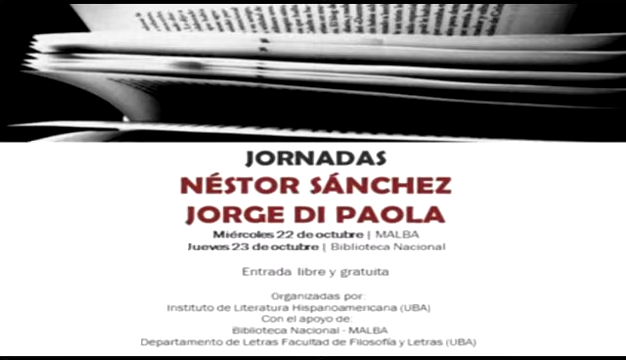 JORNADAS
NÉSTOR SÁNCHEZ
JORGE DI PAOLA
Miércoles 22 de octubre | MALBA
Jueves 23 de octubre | Biblioteca Nacional
Entrada libre y gratuita
Organizadas por:
Instituto de Literatura Hispanoamericana (UBA)
Con el apoyo de:
Biblioteca Nacional - MALBA
Departamento de Letras Facultad de Filosofía y Letras (UBA)